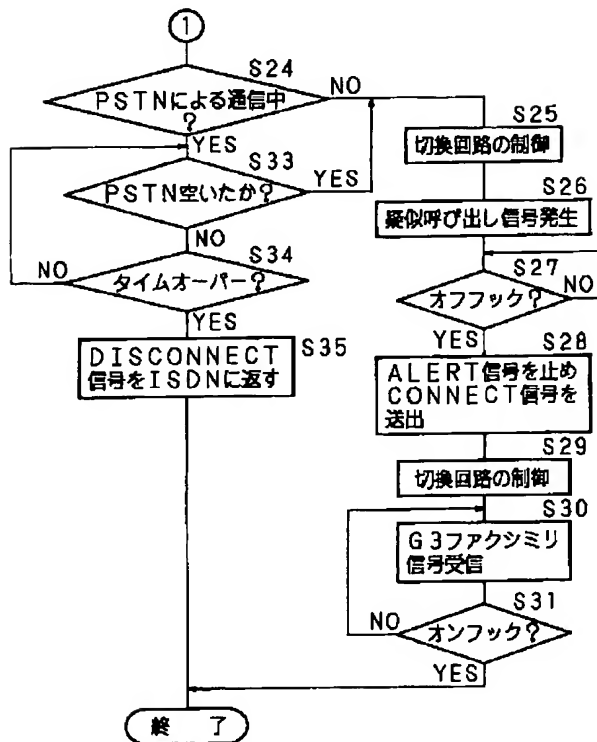 1
S24
PSTNによる通信中
?
NO
YES
S33
PSTN空いたか?
YES
NO
S34
タイムオーバー?
NO
YES
S35
DISCONNECT
信号をISDNに返す
S25
切換回路の制御
S26
疑似呼び出し信号発生
S27
オフフック?
NO
YES
S28
ALERT信号を止め
CONNECT信号を
送出
S29
切換回路の制御
S30
G3ファクシミリ
信号受信
S31
オンフック?
NO
YES
終 了